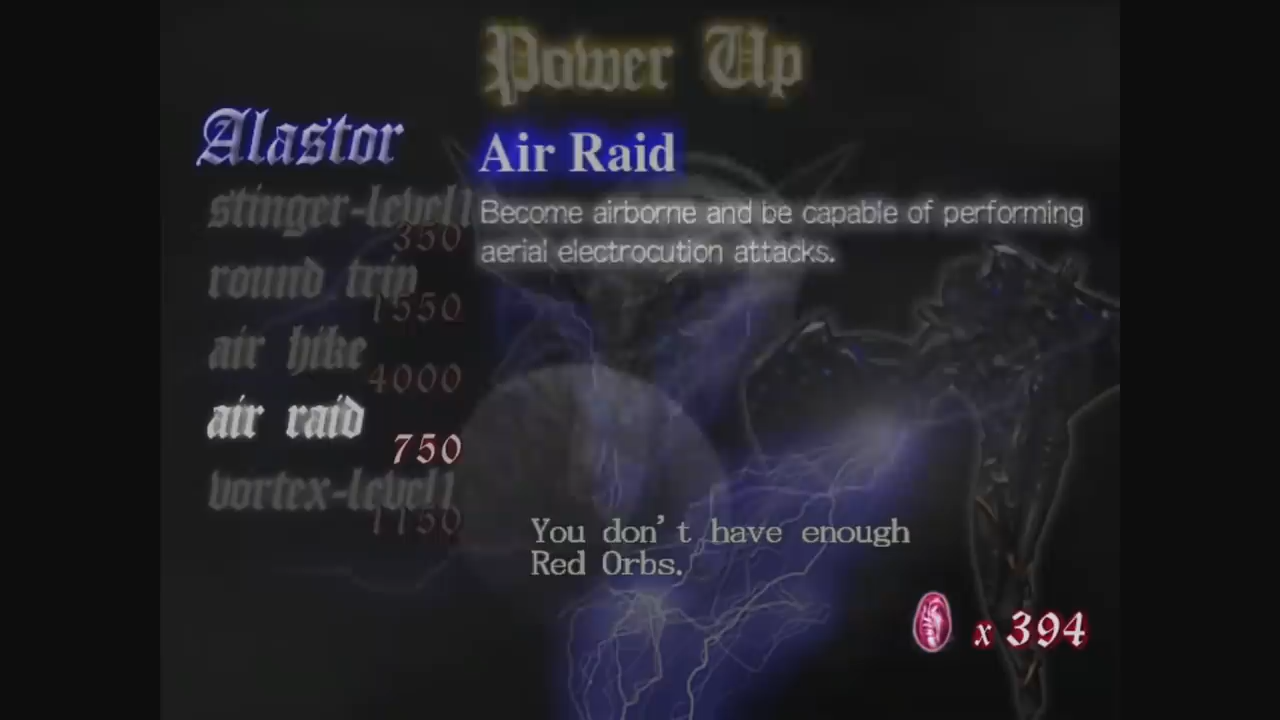 Power Up
Alastor
Air Raid
stinger-level1
350
Become airborne and be capable of performing
aerial electrocution attacks.
round trip
1550
air hike
4000
air raid
750
vortex-level1
1150
You don't have enough
Red Orbs.
x 394